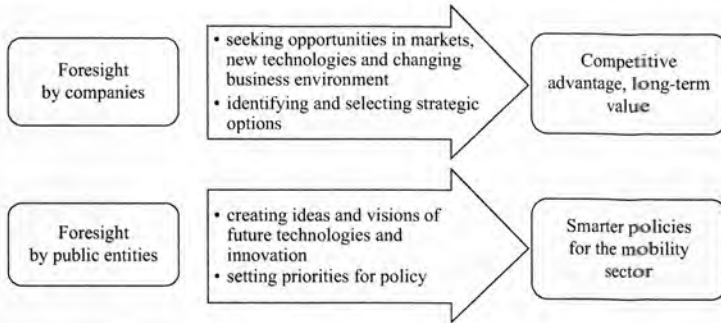 Foresight
by companies
• seeking opportunities in markets,
new technologies and changing
business environment
• identifying and selecting strategic
options
Competitive
advantage, long-term
value
Foresight
by public entities
• creating ideas and visions of
future technologies and
innovation
• setting priorities for policy
Smarter policies
for the mobility
sector